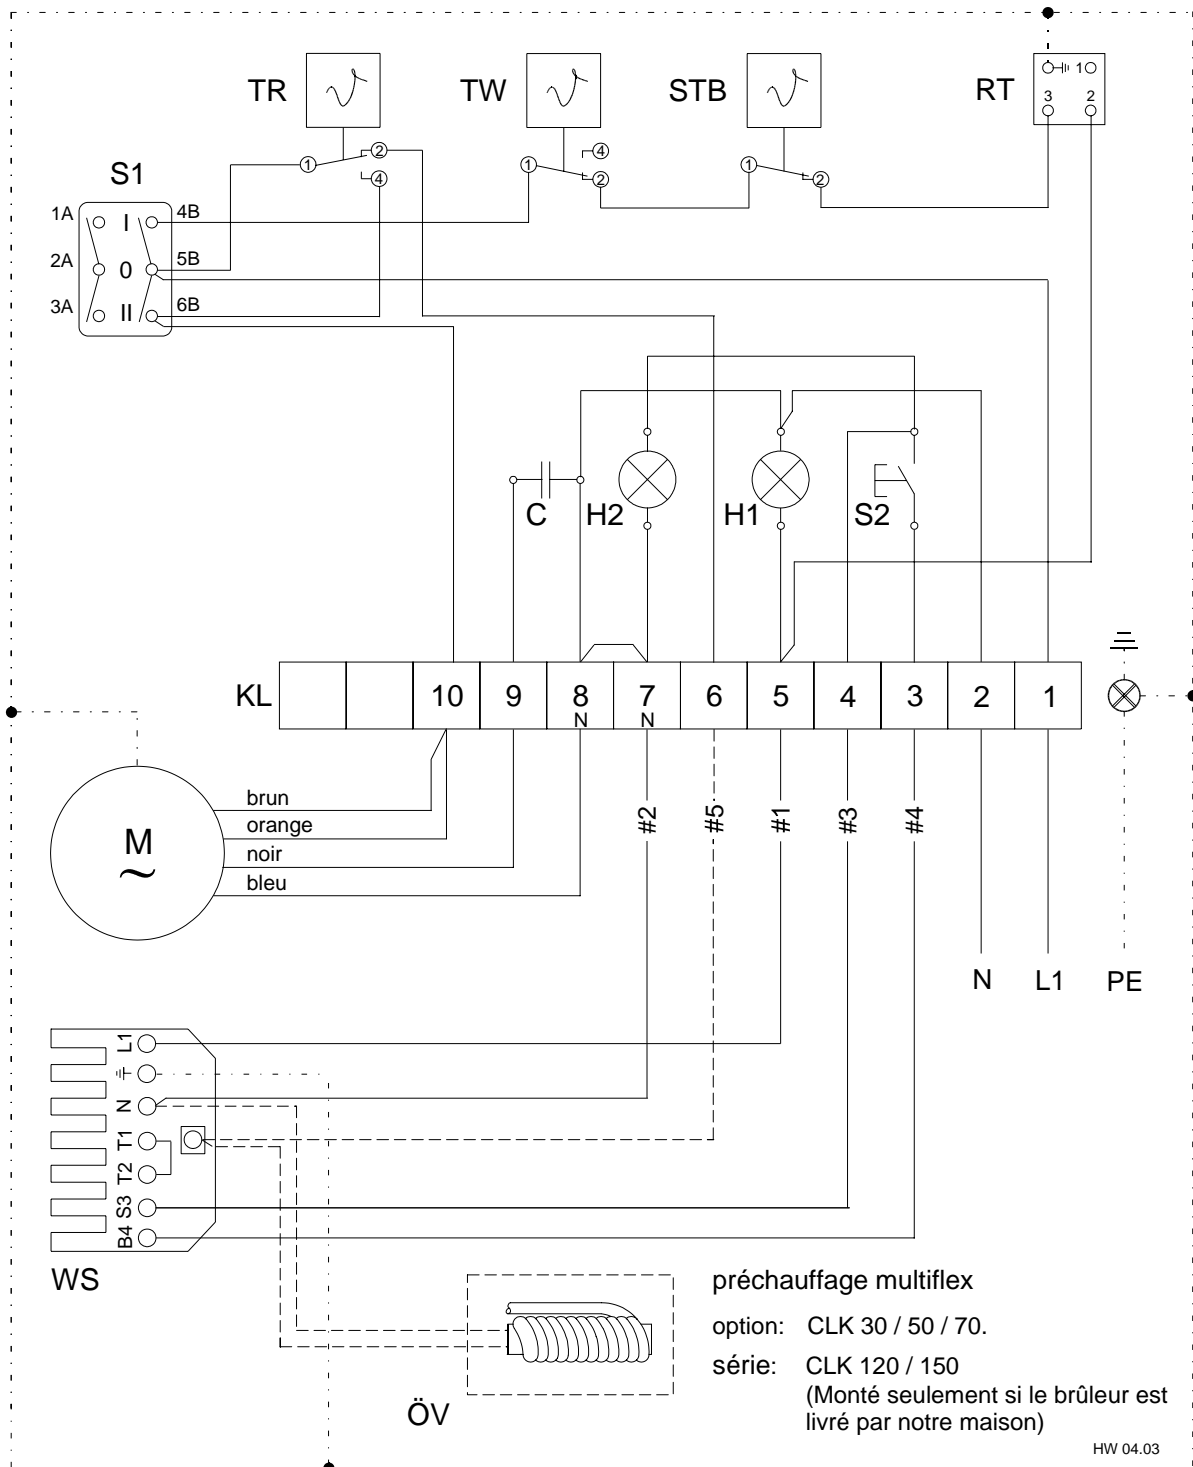 TR
TW
STB
RT
1
3 2
1
2
4
1
4
2
1
2
S1
1A I 4B
2A 0 5B
3A II 6B
C
H2
H1
S2
KL
10 9 8 7 6 5 4 3 2 1
N N
M
~
brun
orange
noir
bleu
#2 #5 #1 #3 #4
N L1 PE
L1
N
T1
T2
S3
B4
WS
ÖV
préchauffage multiflex
option: CLK 30 / 50 / 70.
série: CLK 120 / 150
(Monté seulement si le brûleur est
livré par notre maison)
HW 04.03